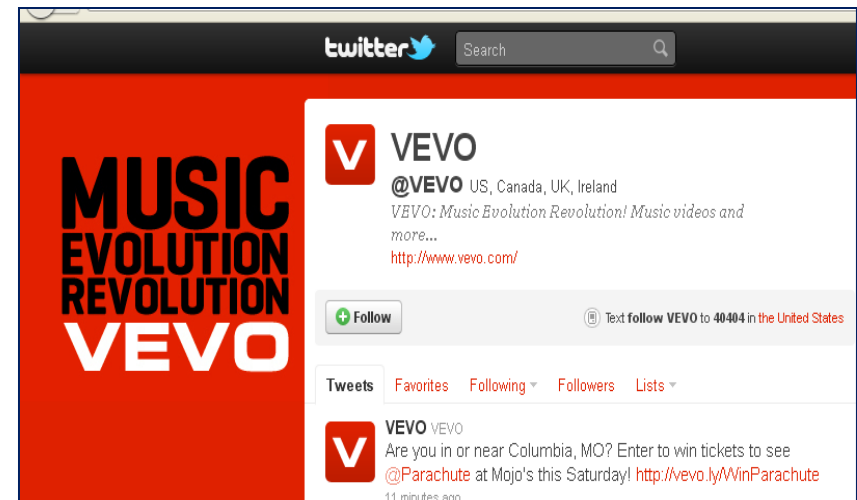 twitter
Search
MUSIC
EVOLUTION
REVOLUTION
VEVO
V
VEVO
@VEVO US, Canada, UK, Ireland
VEVO: Music Evolution Revolution! Music videos and
more...
http://www.vevo.com/
Follow
Text follow VEVO to 40404 in the United States
Tweets Favorites Following Followers Lists
V
VEVO VEVO
Are you in or near Columbia, MO? Enter to win tickets to see
@Parachute at Mojo's this Saturday! http://vevo.ly/WinParachute
11 minutes ago